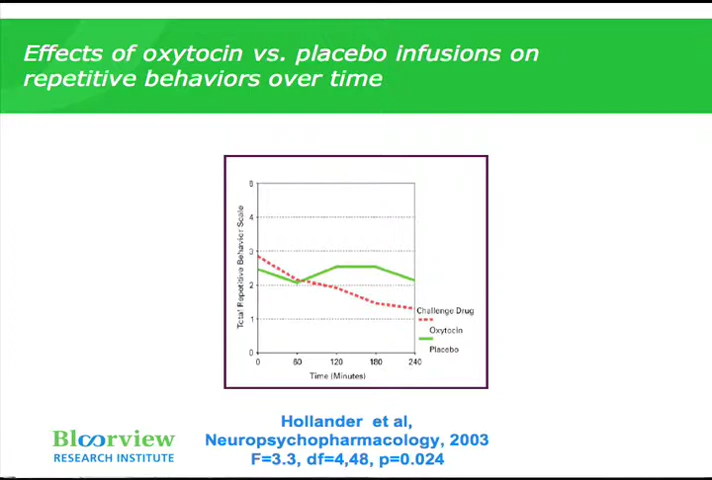 Effects of oxytocin vs. placebo infusions on
repetitive behaviors over time
Total Repetitive Behavior Scale
5
4
3
2
1
0
0 60 120 180 240
Time (Minutes)
Challenge Drug
Oxytocin
Placebo
Hollander et al,
Neuropsychopharmacology, 2003
F=3.3, df=4,48, p=0.024
Bloorview
RESEARCH INSTITUTE